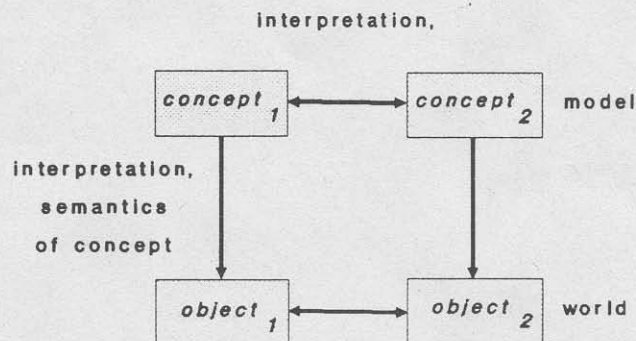 interpretation,
concept 1 concept 2 model
interpretation,
semantics
of concept
object 1 object 2 world